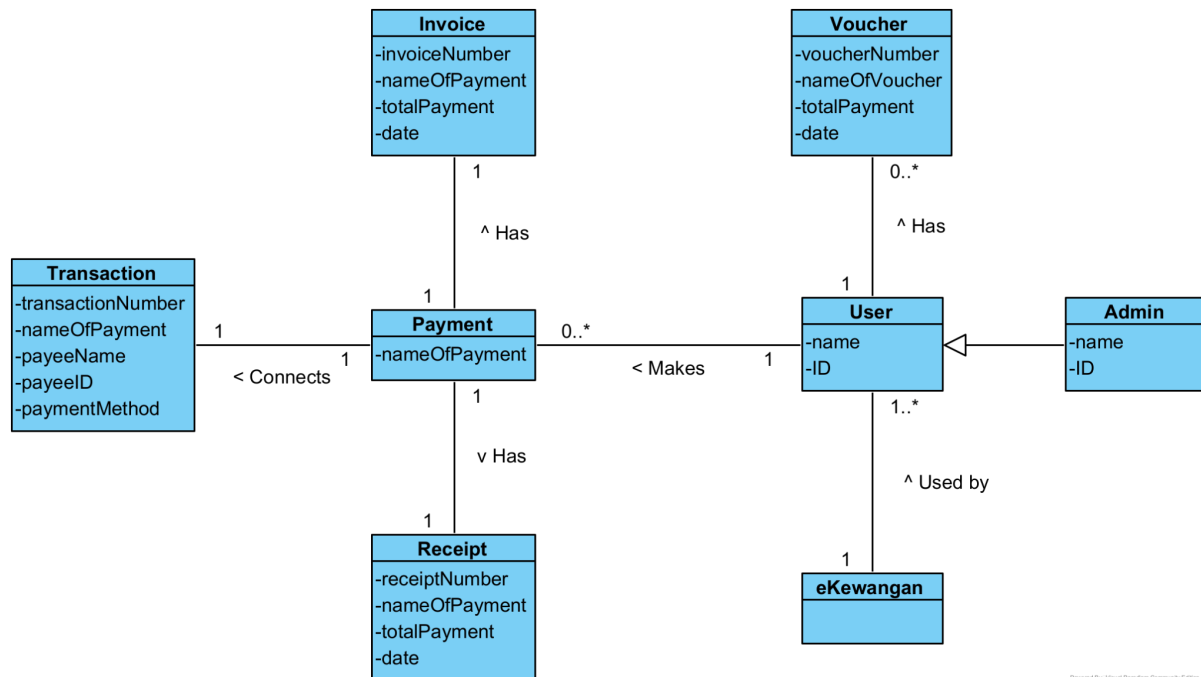 Invoice
-invoiceNumber
-nameOfPayment
-totalPayment
-date
Voucher
-voucherNumber
-nameOfVoucher
-totalPayment
-date
1
0..*
^ Has
^ Has
Transaction
-transactionNumber
-nameOfPayment
-payeeName
-payeeID
-paymentMethod
1
1
Payment
-nameOfPayment
User
-name
-ID
Admin
-name
-ID
1
1
0..*
1
< Connects
< Makes
1
1..*
v Has
^ Used by
1
1
Receipt
-receiptNumber
-nameOfPayment
-totalPayment
-date
eKewangan